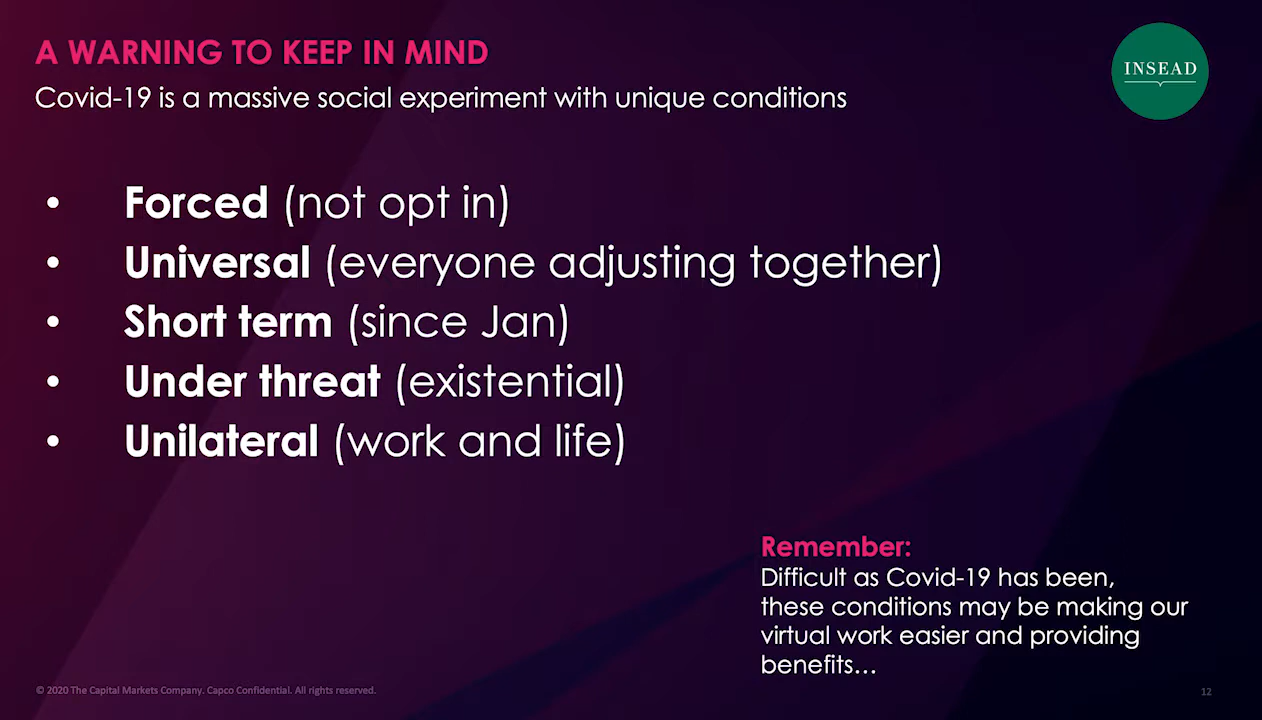 A WARNING TO KEEP IN MIND
Covid-19 is a massive social experiment with unique conditions
INSEAD
• Forced (not opt in)
• Universal (everyone adjusting together)
• Short term (since Jan)
• Under threat (existential)
• Unilateral (work and life)
Remember:
Difficult as Covid-19 has been,
these conditions may be making our
virtual work easier and providing
benefits…
© 2020 The Capital Markets Company. Capco Confidential. All rights reserved.
12